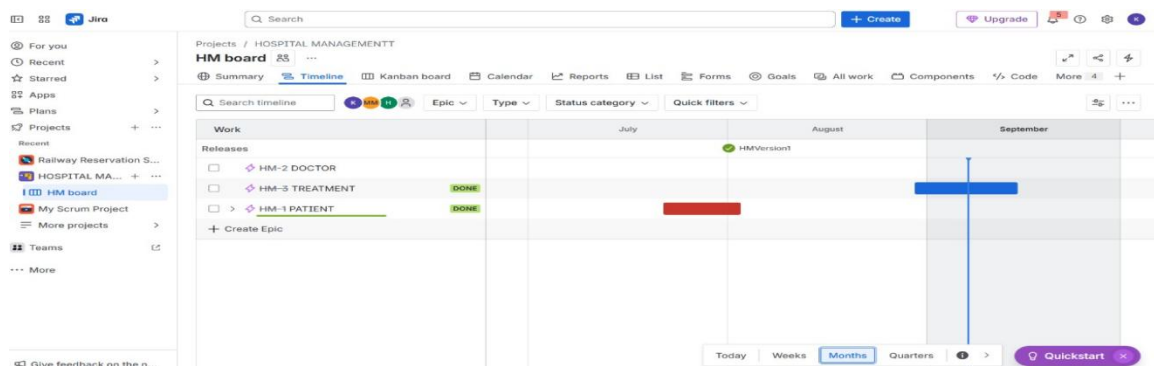 Jira
Search
+ Create
Upgrade
5
?
K
For you
Recent
Starred
Apps
Plans
Projects
Recent
Railway Reservation S...
HOSPITAL MA...
HM board
My Scrum Project
More projects
Teams
More
Give feedback on the n
Projects / HOSPITAL MANAGEMENTT
HM board
Summary Timeline Kanban board Calendar Reports List Forms Goals All work Components Code More 4 +
Search timeline K MM H Epic Type Status category Quick filters
Work July August September
Releases HMVersion1
HM-2 DOCTOR
HM-3 TREATMENT DONE
HM-1 PATIENT DONE
+ Create Epic
Today Weeks Months Quarters
Quickstart